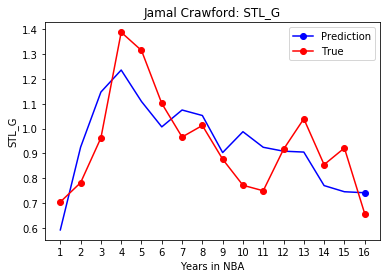 Jamal Crawford: STL_G
Prediction
True
1.4
1.3
1.2
1.1
1.0
0.9
0.8
0.7
0.6
STL_G
1 2 3 4 5 6 7 8 9 10 11 12 13 14 15 16
Years in NBA